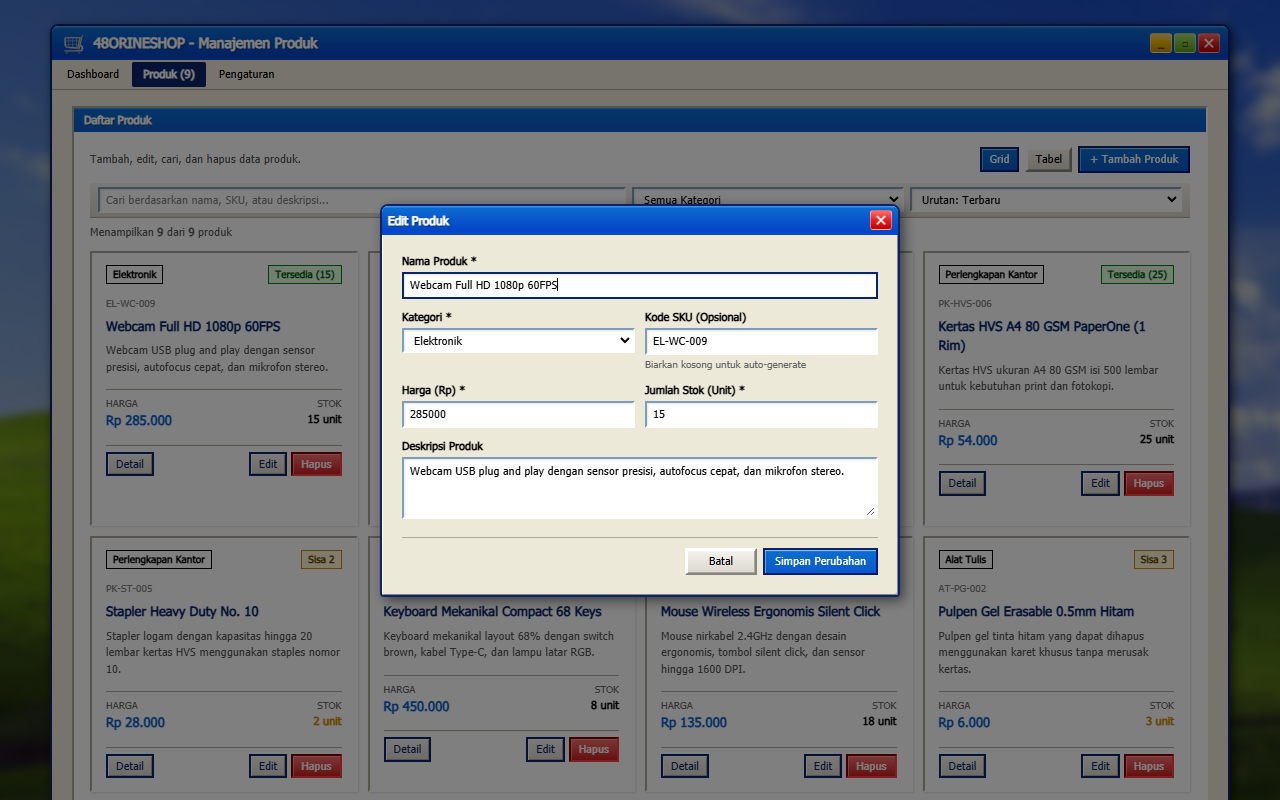 48ORINESHOP - Manajemen Produk
Dashboard
Produk (9)
Pengaturan
Daftar Produk
Tambah, edit, cari, dan hapus data produk.
Grid
Tabel
+ Tambah Produk
Cari berdasarkan nama, SKU, atau deskripsi...
Semua Kategori
Urutan: Terbaru
Menampilkan 9 dari 9 produk
Elektronik
Tersedia (15)
EL-WC-009
Webcam Full HD 1080p 60FPS
Webcam USB plug and play dengan sensor
presisi, autofocus cepat, dan mikrofon stereo.
HARGA
STOK
Rp 285.000
15 unit
Detail
Edit
Hapus
Edit Produk
Nama Produk *
Webcam Full HD 1080p 60FPS
Kategori *
Kode SKU (Opsional)
Elektronik
EL-WC-009
Biarkan kosong untuk auto-generate
Harga (Rp) *
Jumlah Stok (Unit) *
285000
15
Deskripsi Produk
Webcam USB plug and play dengan sensor presisi, autofocus cepat, dan mikrofon stereo.
Batal
Simpan Perubahan
Perlengkapan Kantor
Tersedia (25)
PK-HVS-006
Kertas HVS A4 80 GSM PaperOne (1
Rim)
Kertas HVS ukuran A4 80 GSM isi 500 lembar
untuk kebutuhan print dan fotokopi.
HARGA
STOK
Rp 54.000
25 unit
Detail
Edit
Hapus
Perlengkapan Kantor
Sisa 2
PK-ST-005
Stapler Heavy Duty No. 10
Stapler logam dengan kapasitas hingga 20
lembar kertas HVS menggunakan staples nomor
10.
HARGA
STOK
Rp 28.000
2 unit
Detail
Edit
Hapus
Keyboard Mekanikal Compact 68 Keys
Keyboard mekanikal layout 68% dengan switch
brown, kabel Type-C, dan lampu latar RGB.
HARGA
STOK
Rp 450.000
8 unit
Detail
Edit
Hapus
Mouse Wireless Ergonomis Silent Click
Mouse nirkabel 2.4GHz dengan desain
ergonomis, tombol silent click, dan sensor
hingga 1600 DPI.
HARGA
STOK
Rp 135.000
18 unit
Detail
Edit
Hapus
Alat Tulis
Sisa 3
AT-PG-002
Pulpen Gel Erasable 0.5mm Hitam
Pulpen gel tinta hitam yang dapat dihapus
menggunakan karet khusus tanpa merusak
kertas.
HARGA
STOK
Rp 6.000
3 unit
Detail
Edit
Hapus